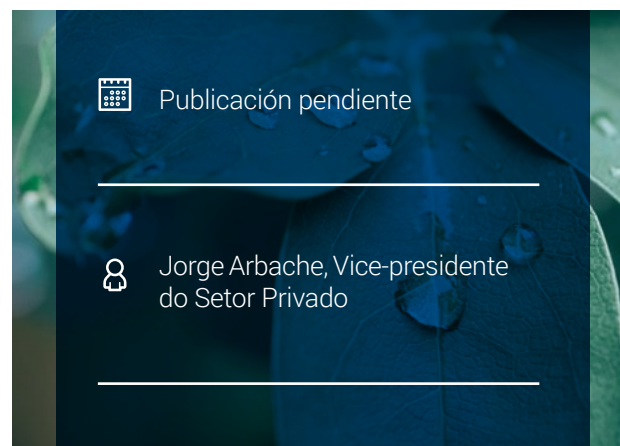 Publicación pendiente
Jorge Arbache, Vice-presidente
do Setor Privado